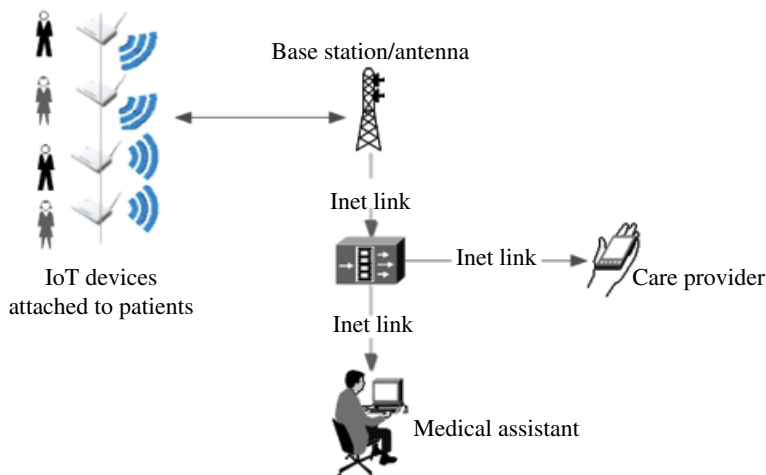 Base station/antenna
Inet link
Inet link
Care provider
IoT devices
attached to patients
Inet link
Medical assistant